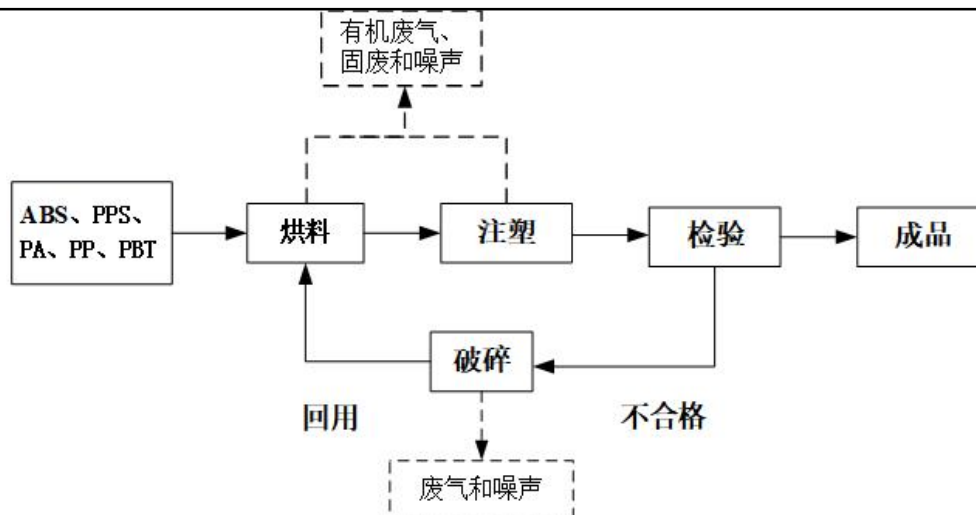 有机废气、
固废和噪声
ABS、PPS、
PA、PP、PBT
烘料
注塑
检验
成品
破碎
回用
不合格
废气和噪声